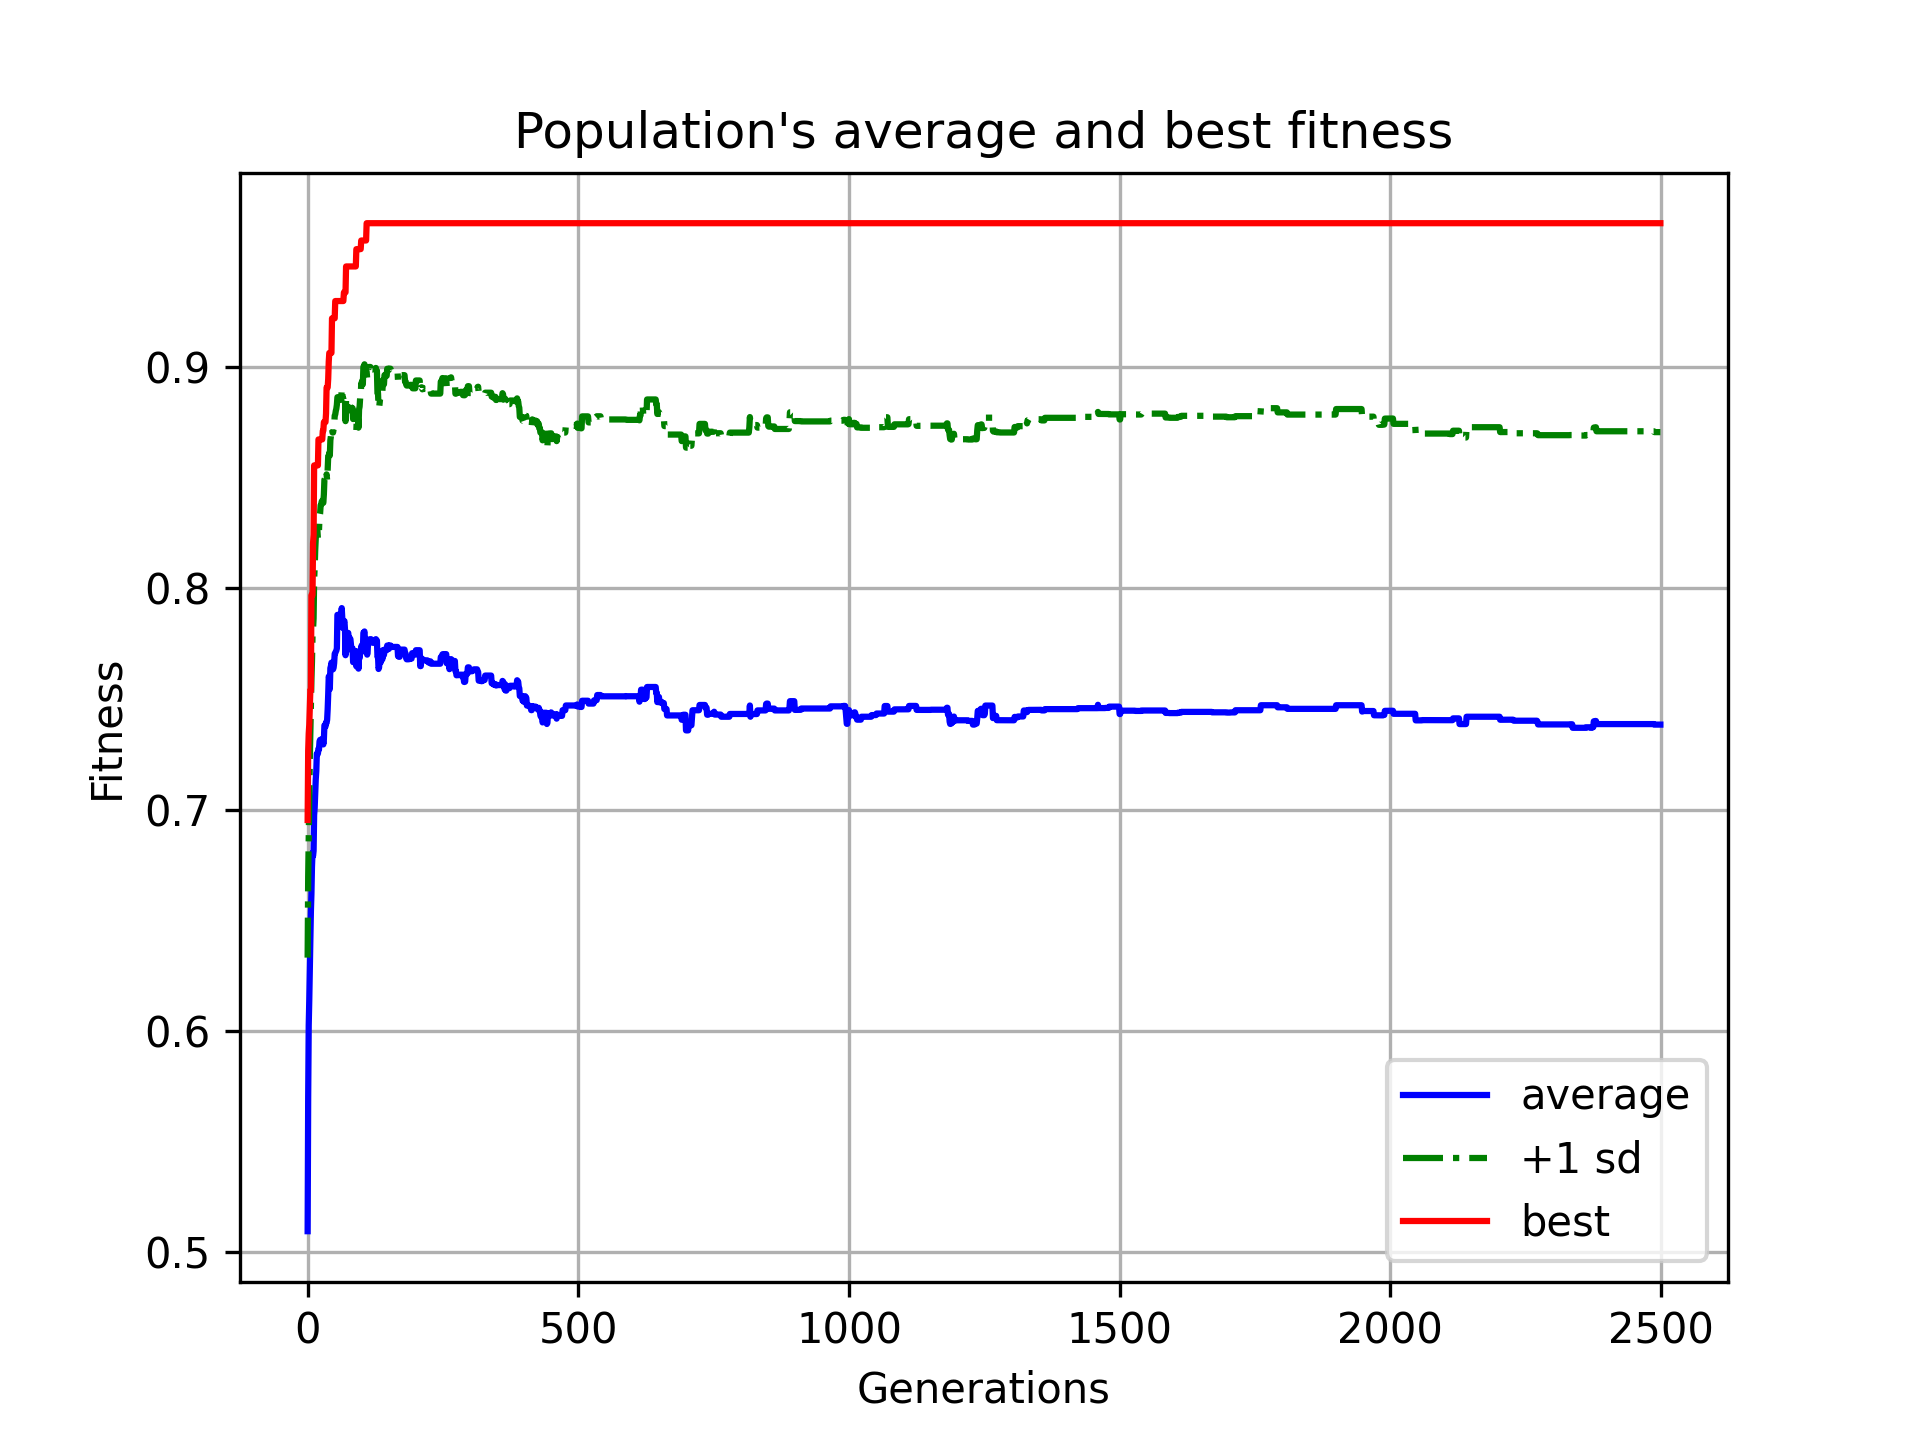 Population's average and best fitness
Fitness
0.9
0.8
0.7
0.6
0.5
average
+1 sd
best
0 500 1000 1500 2000 2500
Generations